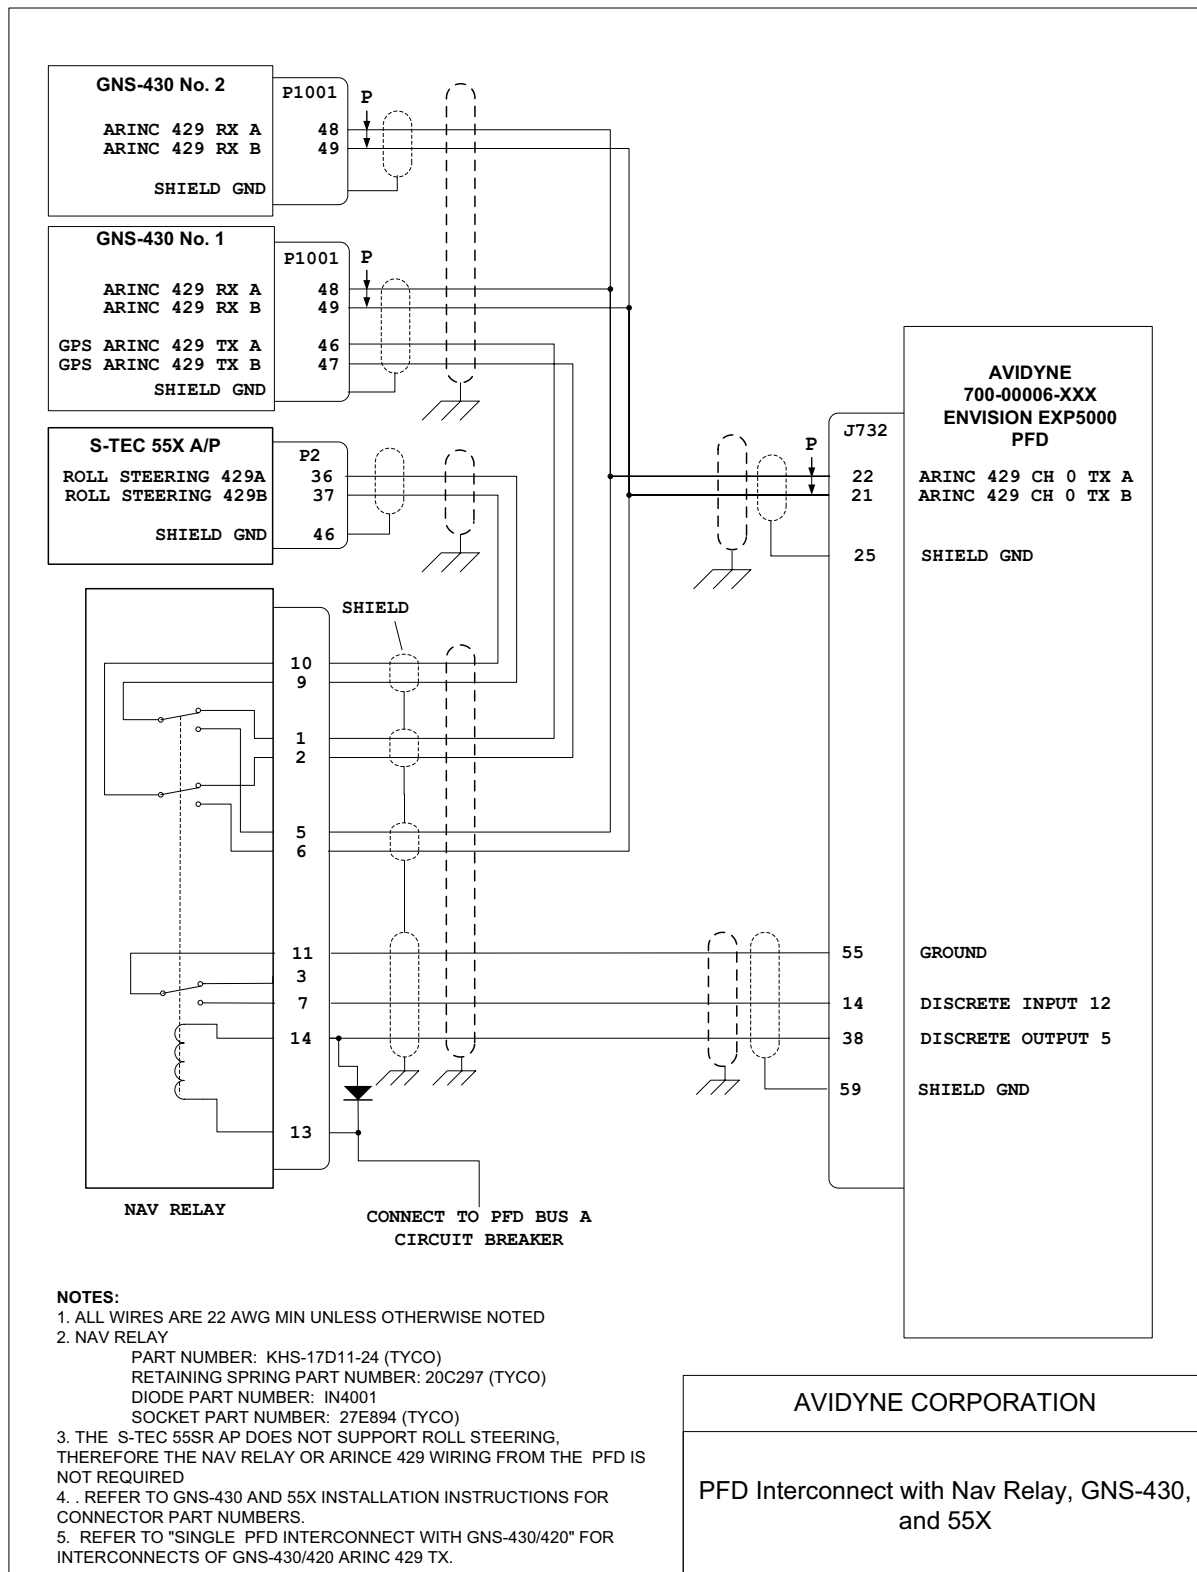 GNS-430 No. 2
P1001
P
ARINC 429 RX A
48
ARINC 429 RX B
49
SHIELD GND
GNS-430 No. 1
P1001
P
ARINC 429 RX A
48
ARINC 429 RX B
49
GPS ARINC 429 TX A
46
GPS ARINC 429 TX B
47
SHIELD GND
S-TEC 55X A/P
P2
ROLL STEERING 429A
36
ROLL STEERING 429B
37
SHIELD GND
46
AVIDYNE
700-00006-XXX
ENVISION EXP5000
PFD
J732
P
22
ARINC 429 CH 0 TX A
21
ARINC 429 CH 0 TX B
25
SHIELD GND
SHIELD
10
9
1
2
5
6
11
3
7
14
13
55
GROUND
14
DISCRETE INPUT 12
38
DISCRETE OUTPUT 5
59
SHIELD GND
NAV RELAY
CONNECT TO PFD BUS A
CIRCUIT BREAKER
NOTES:
1. ALL WIRES ARE 22 AWG MIN UNLESS OTHERWISE NOTED
2. NAV RELAY
PART NUMBER: KHS-17D11-24 (TYCO)
RETAINING SPRING PART NUMBER: 20C297 (TYCO)
DIODE PART NUMBER: IN4001
SOCKET PART NUMBER: 27E894 (TYCO)
3. THE S-TEC 55SR AP DOES NOT SUPPORT ROLL STEERING,
THEREFORE THE NAV RELAY OR ARINCE 429 WIRING FROM THE PFD IS
NOT REQUIRED
4. . REFER TO GNS-430 AND 55X INSTALLATION INSTRUCTIONS FOR
CONNECTOR PART NUMBERS.
5. REFER TO "SINGLE PFD INTERCONNECT WITH GNS-430/420" FOR
INTERCONNECTS OF GNS-430/420 ARINC 429 TX.
AVIDYNE CORPORATION
PFD Interconnect with Nav Relay, GNS-430,
and 55X